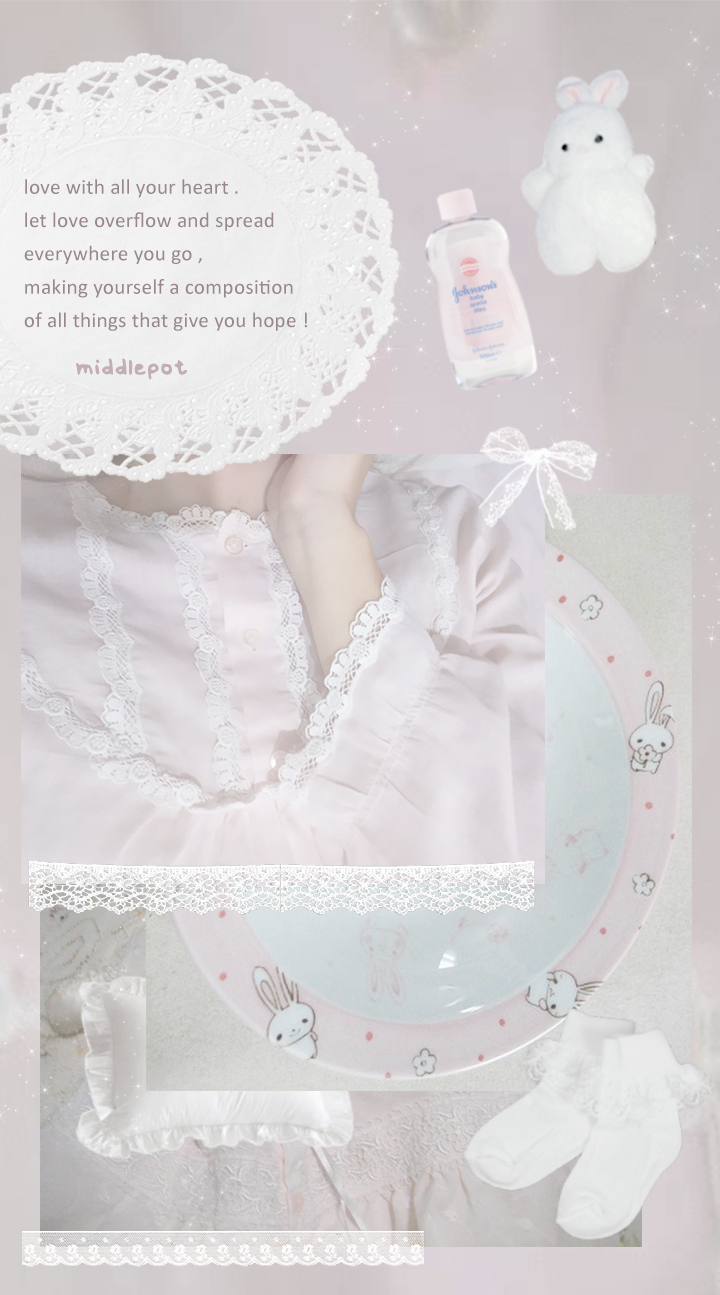 love with all your heart .
let love overflow and spread
everywhere you go ,
making yourself a composition
of all things that give you hope !
middlepot
Johnson's
baby